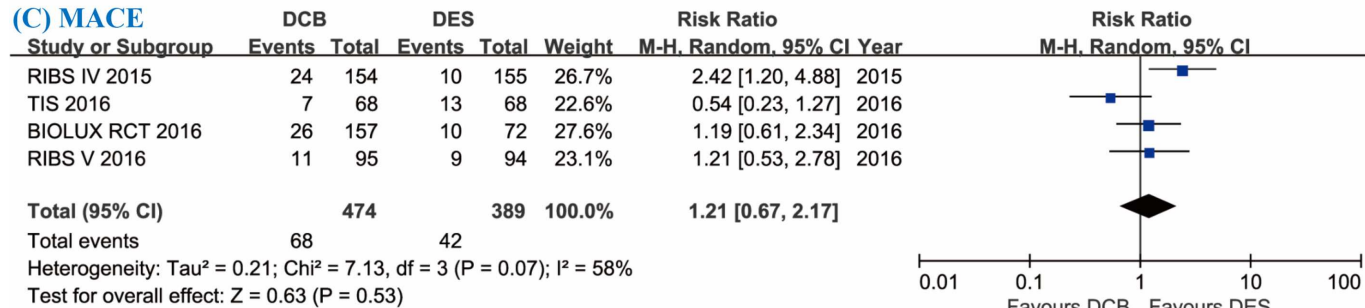 (C) MACE DCB DES Risk Ratio Risk Ratio
Study or Subgroup Events Total Events Total Weight M-H, Random, 95% CI Year M-H, Random, 95% CI
RIBS IV 2015 24 154 10 155 26.7% 2.42 [1.20, 4.88] 2015
TIS 2016 7 68 13 68 22.6% 0.54 [0.23, 1.27] 2016
BIOLUX RCT 2016 26 157 10 72 27.6% 1.19 [0.61, 2.34] 2016
RIBS V 2016 11 95 9 94 23.1% 1.21 [0.53, 2.78] 2016
Total (95% CI) 474 389 100.0% 1.21 [0.67, 2.17]
Total events 68 42
Heterogeneity: Tau² = 0.21; Chi² = 7.13, df = 3 (P = 0.07); I² = 58%
Test for overall effect: Z = 0.63 (P = 0.53)
0.01 0.1 1 10 100
Favours DCB Favours DES